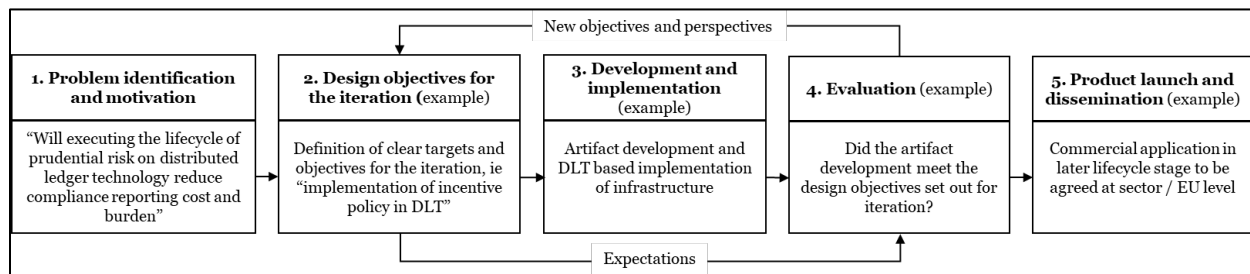 New objectives and perspectives
1. Problem identification
and motivation
“Will executing the lifecycle of
prudential risk on distributed
ledger technology reduce
compliance reporting cost and
burden”
2. Design objectives for
the iteration (example)
Definition of clear targets and
objectives for the iteration, ie
“implementation of incentive
policy in DLT”
3. Development and
implementation
(example)
Artifact development and
DLT based implementation
of infrastructure
4. Evaluation (example)
Did the artifact
development meet the
design objectives set out for
iteration?
5. Product launch and
dissemination (example)
Commercial application in
later lifecycle stage to be
agreed at sector / EU level
Expectations